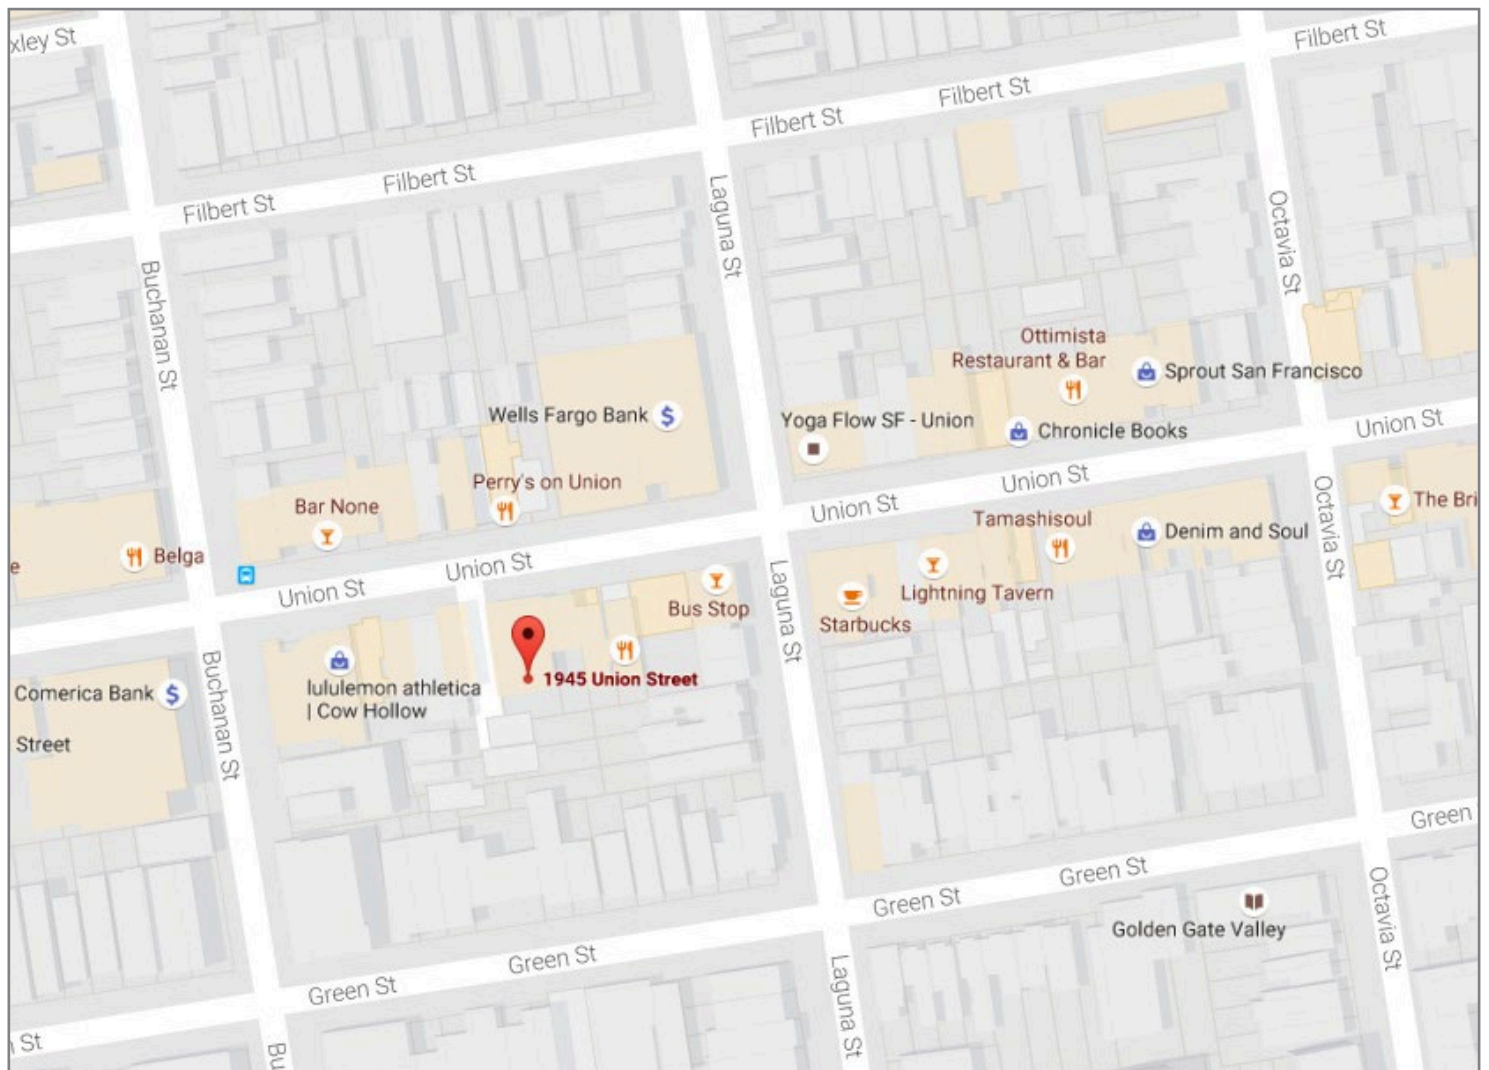 xley St
Filbert St
Filbert St
Filbert St
Filbert St
Filbert St
Laguna St
Octavia St
Buchanan St
Ottimista
Restaurant & Bar
Sprout San Francisco
Wells Fargo Bank
Yoga Flow SF - Union
Chronicle Books
Union St
Perry's on Union
Union St
Bar None
Union St
Tamashisoul
Octavia St
The Bri
Denim and Soul
e
Belga
Union St
Union St
Lightning Tavern
Bus Stop
Laguna St
Starbucks
1945 Union Street
lululemon athletica
| Cow Hollow
Comerica Bank
Buchanan St
Street
Green
Green St
Green St
Octavia St
Golden Gate Valley
Green St
Green St
Laguna St
St
Bu